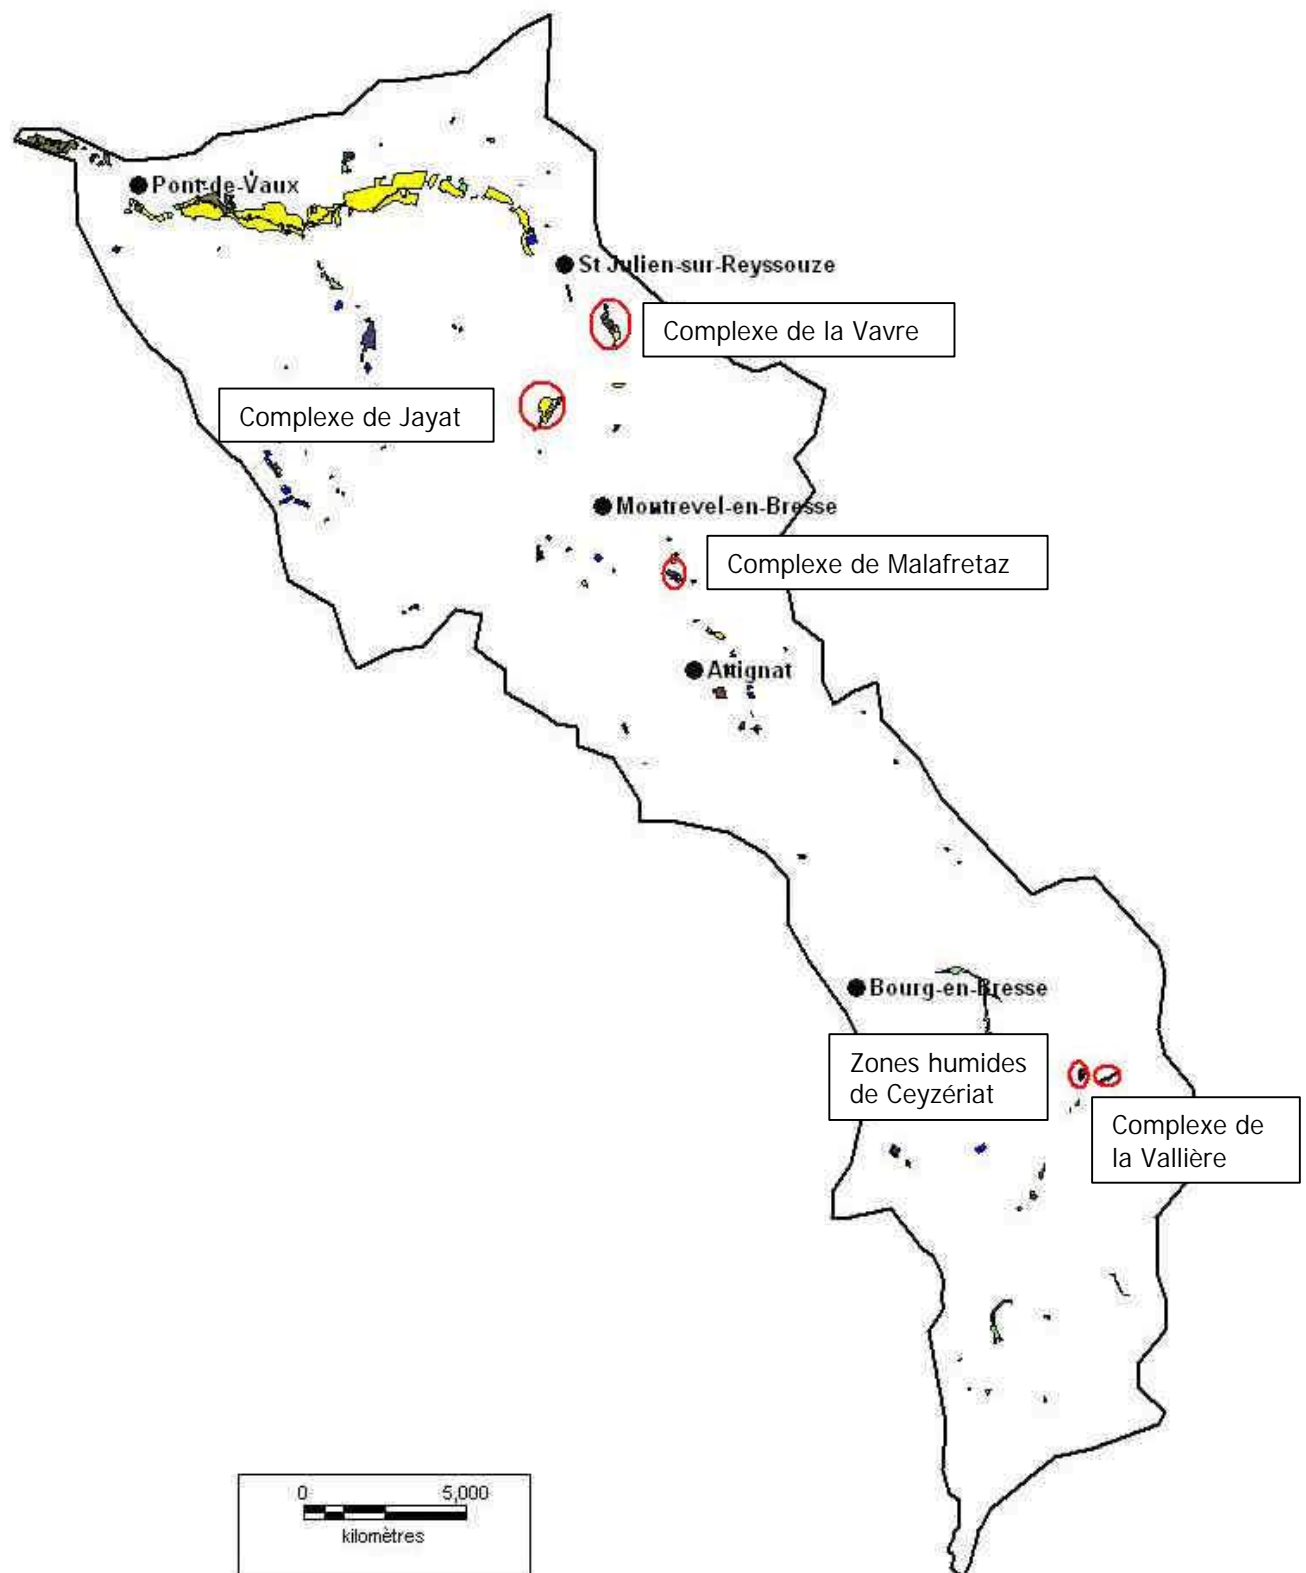 Pont-de-Vaux
St Julien-sur-Reyssouze
Complexe de la Vavre
Complexe de Jayat
Montrevel-en-Bresse
Complexe de Malafretaz
Attignat
Bourg-en-Bresse
Zones humides
de Ceyzériat
Complexe de
la Vallière
0 5,000
kilomètres